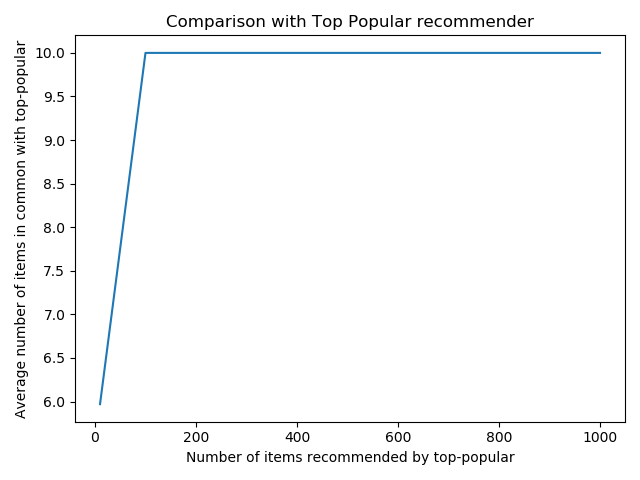 Comparison with Top Popular recommender
Average number of items in common with top-popular
10.0
9.5
9.0
8.5
8.0
7.5
7.0
6.5
6.0
0 200 400 600 800 1000
Number of items recommended by top-popular